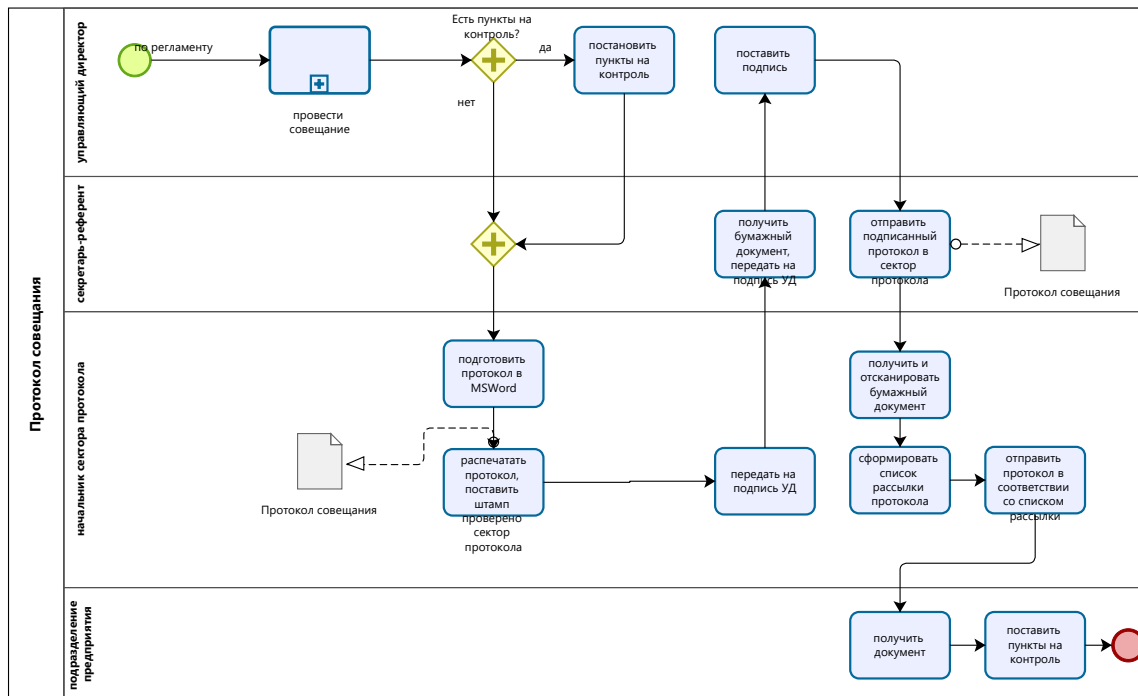 Протокол совещания
управляющий директор
по регламенту
провести
совещание
Есть пункты на
контроль?
да
нет
постановить
пункты на
контроль
поставить
подпись
секретарь-референт
получить
бумажный
документ,
передать на
подпись УД
отправить
подписанный
протокол в
сектор
протокола
Протокол совещания
начальник сектора протокола
подготовить
протокол в
MSWord
Протокол совещания
распечатать
протокол,
поставить
штамп
проверено
сектор
протокола
передать на
подпись УД
получить и
отсканировать
бумажный
документ
сформировать
список
рассылки
протокола
отправить
протокол в
соответствии
со списком
рассылки
подразделение
предприятия
получить
документ
поставить
пункты на
контроль